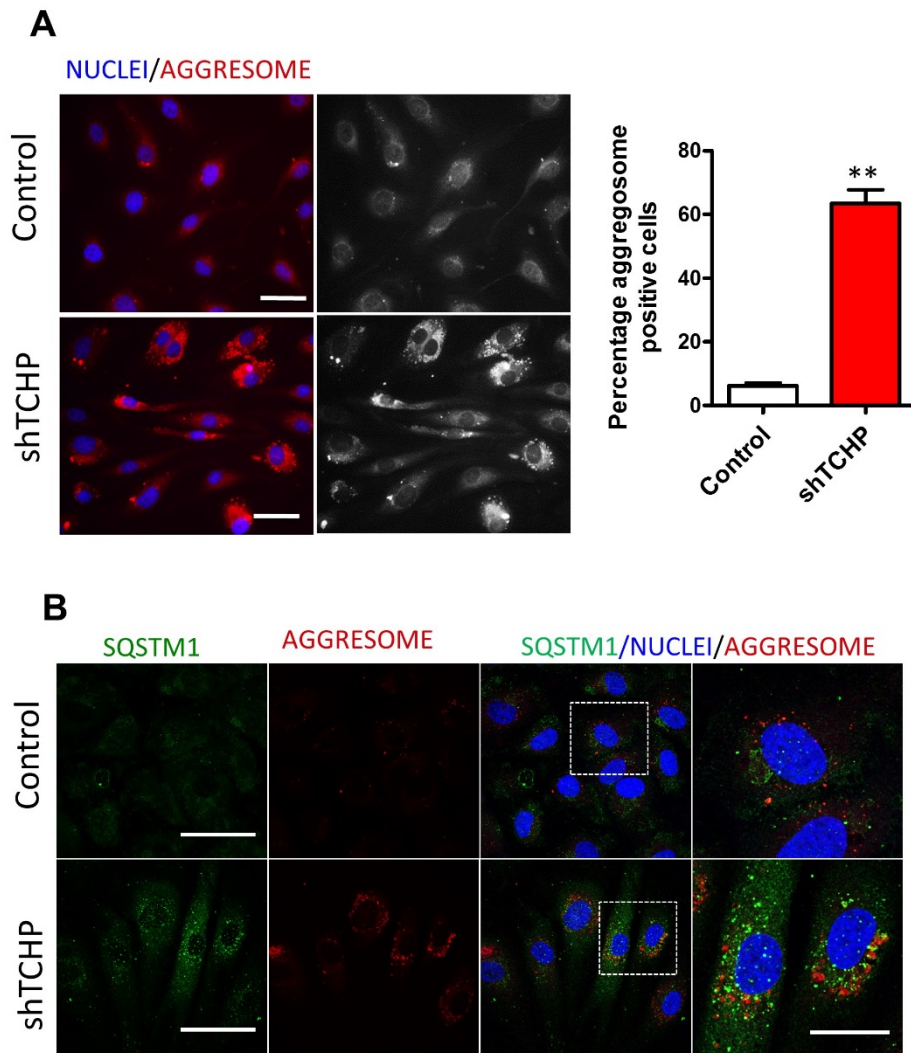 A
NUCLEI/AGGRESOME
Control
shTCHP
Percentage aggregosome
positive cells
80
60
40
20
0
**
Control
shTCHP
B
SQSTM1
AGGRESOME
SQSTM1/NUCLEI/AGGRESOME
Control
shTCHP